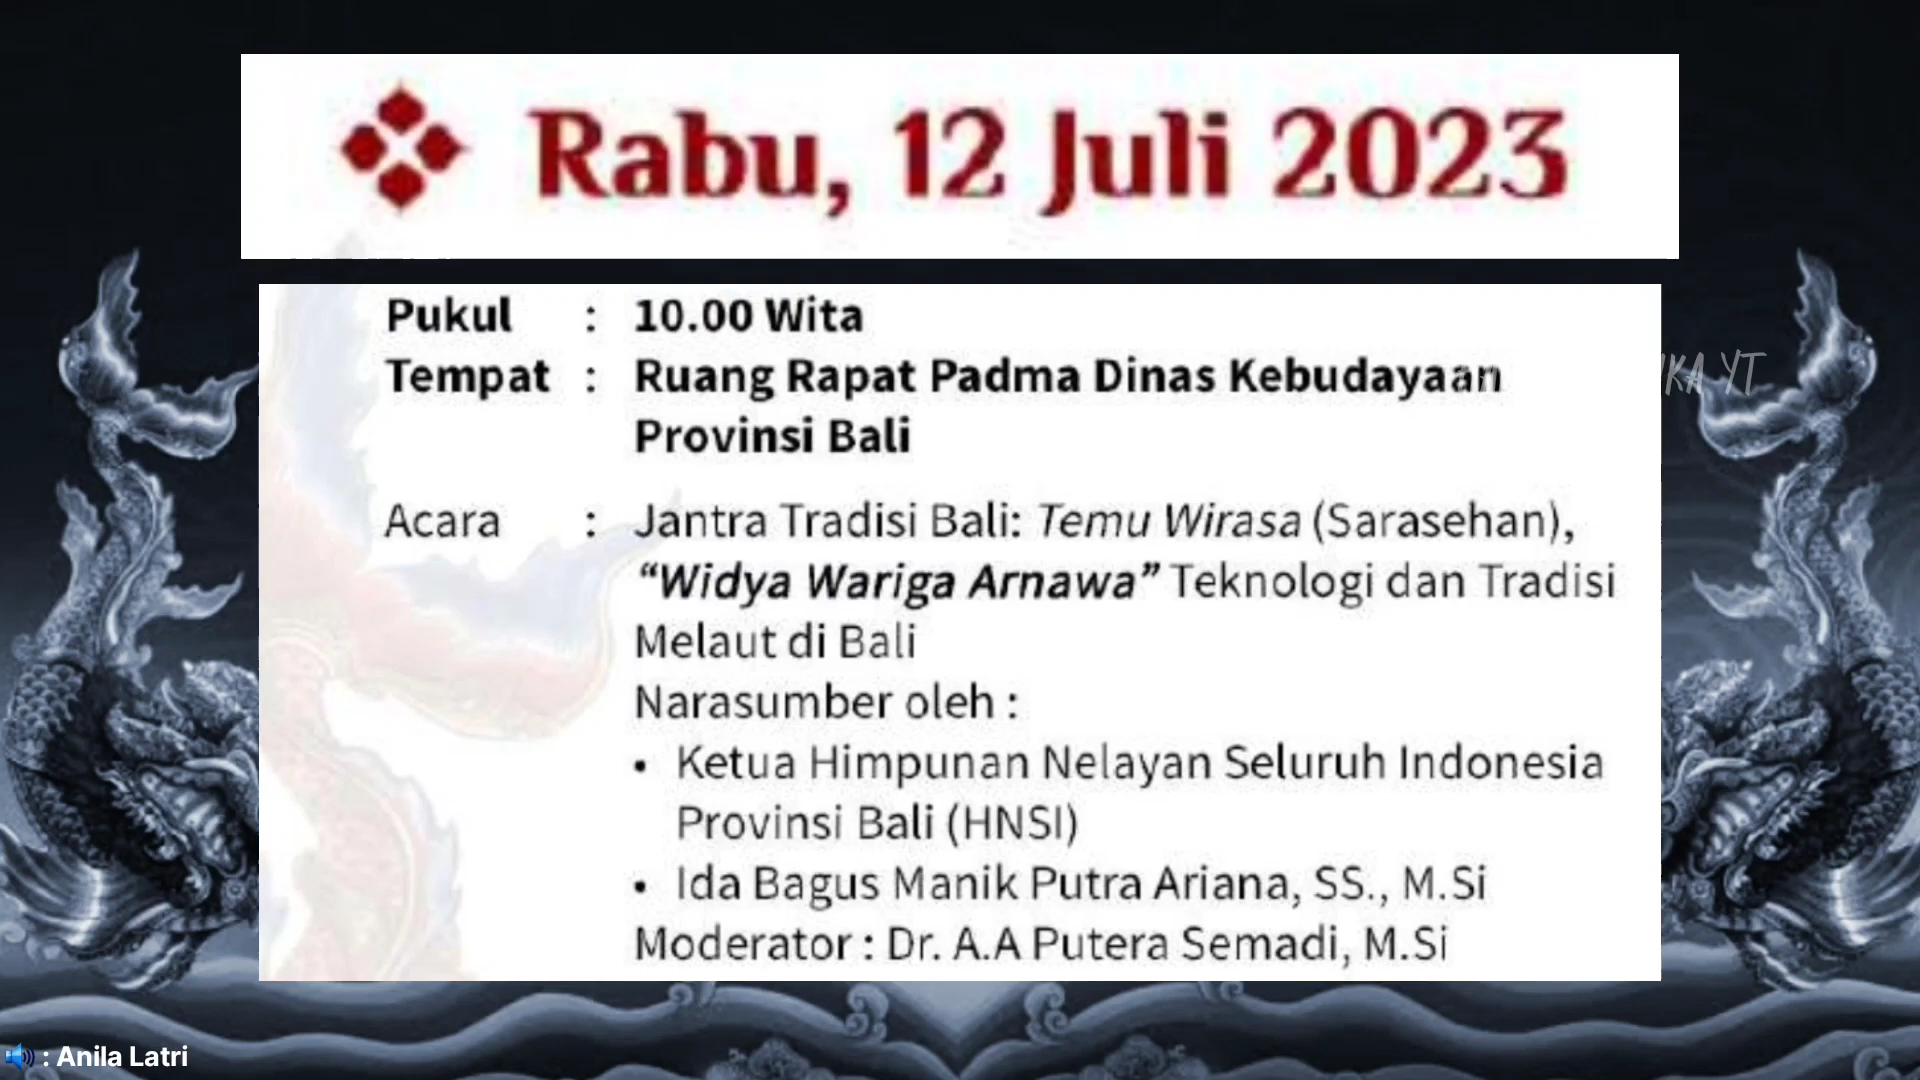 Rabu, 12 Juli 2023
Pukul : 10.00 Wita
Tempat : Ruang Rapat Padma Dinas Kebudayaan
Provinsi Bali
KA YT
Acara : Jantra Tradisi Bali: Temu Wirasa (Sarasehan),
“Widya Wariga Arnawa” Teknologi dan Tradisi
Melaut di Bali
Narasumber oleh :
• Ketua Himpunan Nelayan Seluruh Indonesia
Provinsi Bali (HNSI)
• Ida Bagus Manik Putra Ariana, SS., M.Si
Moderator : Dr. A.A Putera Semadi, M.Si
: Anila Latri